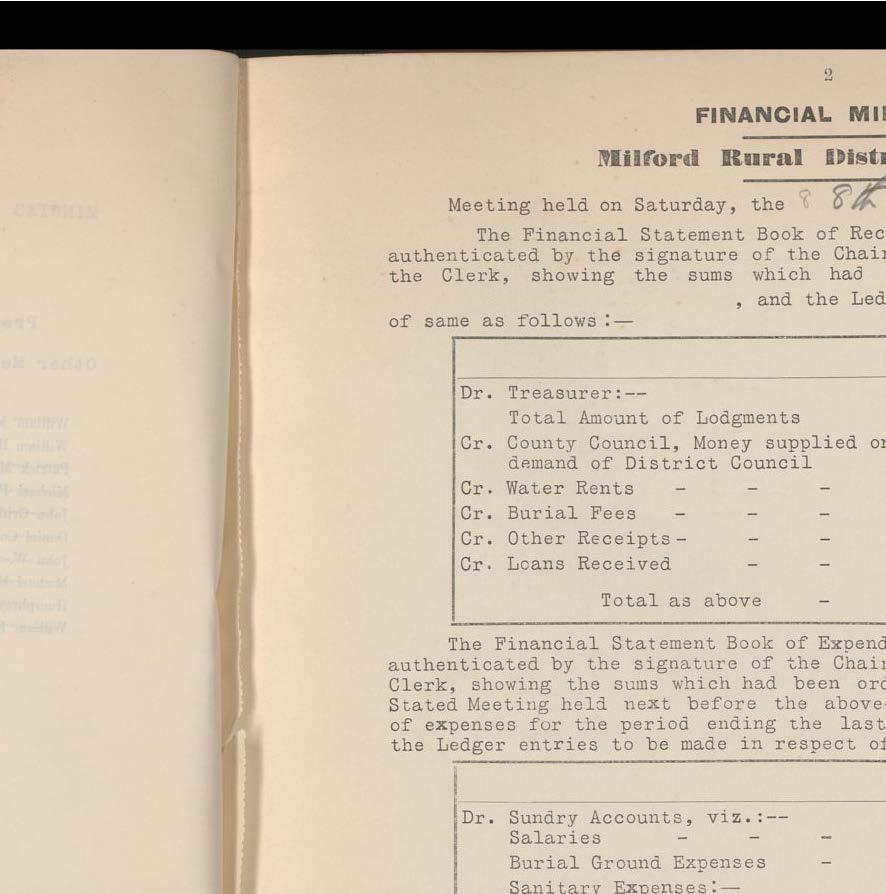 2
FINANCIAL MI
Milford Rural Distr
Meeting held on Saturday, the 8 8th
The Financial Statement Book of Rec
authenticated by the signature of the Chair
the Clerk, showing the sums which had
, and the Led
of same as follows:—
Dr. Treasurer:--
Total Amount of Lodgments
Cr. County Council, Money supplied or
demand of District Council
Cr. Water Rents - - -
Cr. Burial Fees - - -
Cr. Other Receipts - - -
Cr. Loans Received - -
Total as above -
The Financial Statement Book of Expend
authenticated by the signature of the Chair
Clerk, showing the sums which had been ord
Stated Meeting held next before the above-
of expenses for the period ending the last
the Ledger entries to be made in respect of
Dr. Sundry Accounts, viz.:--
Salaries - - -
Burial Ground Expenses -
Sanitary Expenses:—